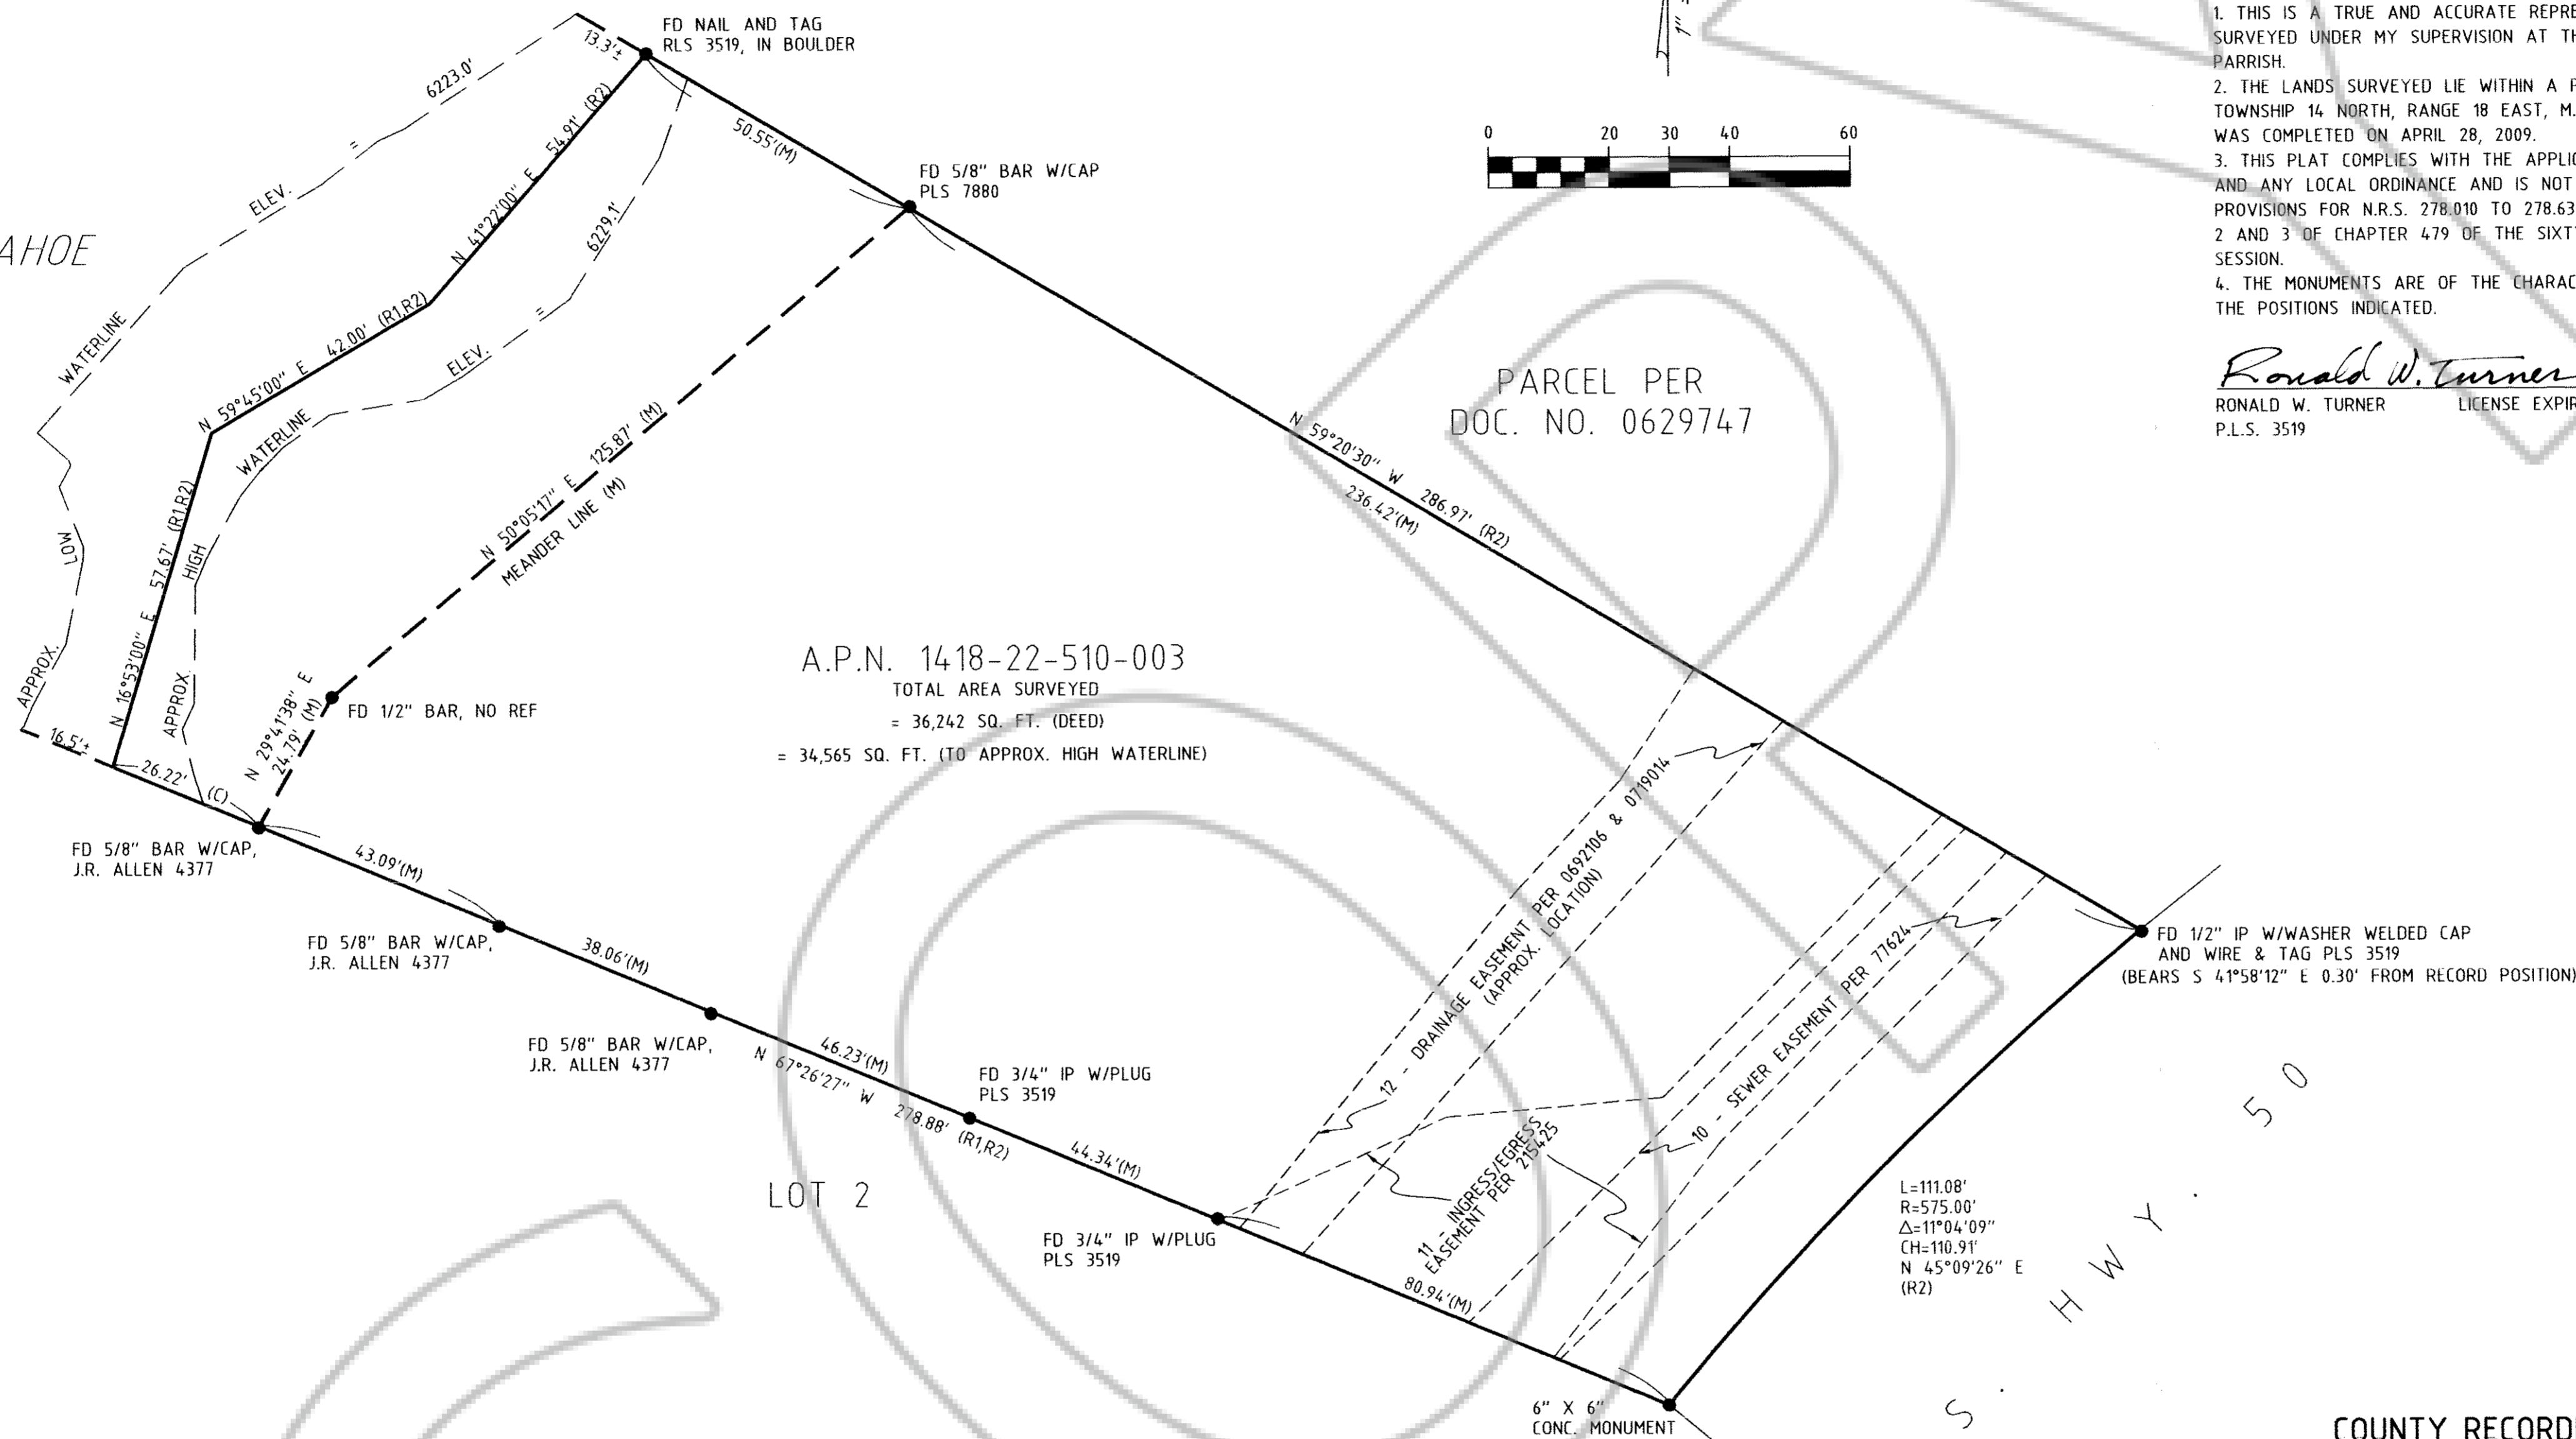 FD NAIL AND TAG
RLS 3519, IN BOULDER
13.3'±
6223.0'
=
ELEV.
WATERLINE
LOW
APPROX.
AHOE
N 41°22'00" E 54.91' (R2)
50.55'(M)
FD 5/8" BAR W/CAP
PLS 7880
6229.1'
=
ELEV.
WATERLINE
HIGH
APPROX.
N 59°45'00" E 42.00' (R1,R2)
N 16°53'00" E 57.67' (R1,R2)
N 50°05'17" E 125.87' (M)
MEANDER LINE (M)
N 29°41'38" E
24.79' (M)
FD 1/2" BAR, NO REF
16.5'±
26.22' (C)
FD 5/8" BAR W/CAP,
J.R. ALLEN 4377
43.09'(M)
FD 5/8" BAR W/CAP,
J.R. ALLEN 4377
38.06'(M)
FD 5/8" BAR W/CAP,
J.R. ALLEN 4377
46.23'(M)
N 67°26'27" W 278.88' (R1,R2)
FD 3/4" IP W/PLUG
PLS 3519
44.34'(M)
LOT 2
FD 3/4" IP W/PLUG
PLS 3519
80.94'(M)
6" X 6"
CONC. MONUMENT
A.P.N. 1418-22-510-003
TOTAL AREA SURVEYED
= 36,242 SQ. FT. (DEED)
= 34,565 SQ. FT. (TO APPROX. HIGH WATERLINE)
1"
0 20 30 40 60
PARCEL PER
DOC. NO. 0629747
N 59°20'30" W 286.97' (R2)
236.42'(M)
12 - DRAINAGE EASEMENT PER 0692106 & 0719014
(APPROX. LOCATION)
11 - INGRESS/EGRESS
EASEMENT PER 215425
10 - SEWER EASEMENT PER 77624
FD 1/2" IP W/WASHER WELDED CAP
AND WIRE & TAG PLS 3519
(BEARS S 41°58'12" E 0.30' FROM RECORD POSITION)
L=111.08'
R=575.00'
Δ=11°04'09"
CH=110.91'
N 45°09'26" E
(R2)
S. HWY. 50
1. THIS IS A TRUE AND ACCURATE REPRE
SURVEYED UNDER MY SUPERVISION AT TH
PARRISH.
2. THE LANDS SURVEYED LIE WITHIN A P
TOWNSHIP 14 NORTH, RANGE 18 EAST, M.
WAS COMPLETED ON APRIL 28, 2009.
3. THIS PLAT COMPLIES WITH THE APPLIC
AND ANY LOCAL ORDINANCE AND IS NOT
PROVISIONS FOR N.R.S. 278.010 TO 278.63
2 AND 3 OF CHAPTER 479 OF THE SIXT
SESSION.
4. THE MONUMENTS ARE OF THE CHARAC
THE POSITIONS INDICATED.
Ronald W. Turner
RONALD W. TURNER LICENSE EXPIR
P.L.S. 3519
COUNTY RECORD